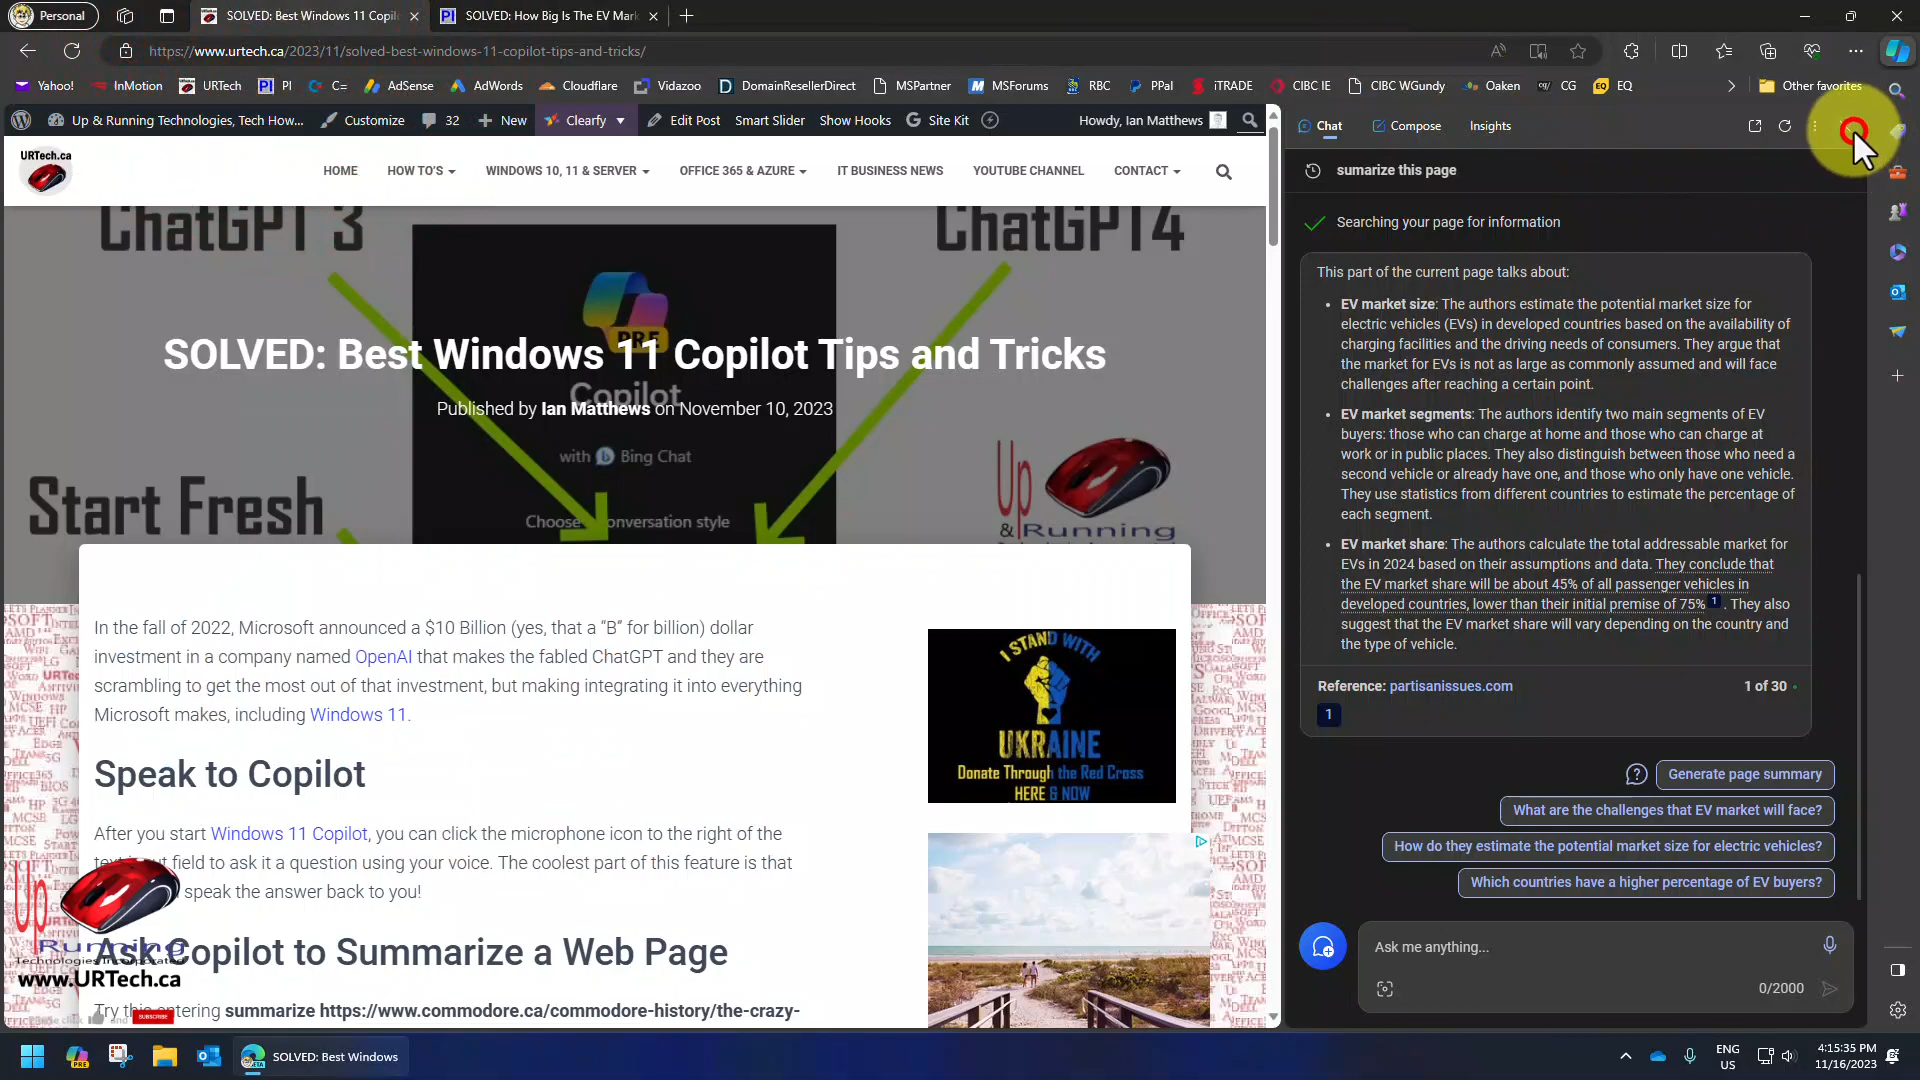 Personal
SOLVED: Best Windows 11 Copil
SOLVED: How Big Is The EV Mark
https://www.urtech.ca/2023/11/solved-best-windows-11-copilot-tips-and-tricks/
Yahoo!
InMotion
URTech
PI
C=
AdSense
AdWords
Cloudflare
Vidazoo
DomainResellerDirect
MSPartner
MSForums
RBC
PPal
iTRADE
CIBC IE
CIBC WGundy
Oaken
CG
EQ
Other favorites
Up & Running Technologies, Tech How...
Customize
32
New
Clearfy
Edit Post
Smart Slider
Show Hooks
Site Kit
Howdy, Ian Matthews
URTech.ca
HOME
HOW TO'S
WINDOWS 10, 11 & SERVER
OFFICE 365 & AZURE
IT BUSINESS NEWS
YOUTUBE CHANNEL
CONTACT
ChatGPT 3
ChatGPT4
PRE
SOLVED: Best Windows 11 Copilot Tips and Tricks
Copilot
Published by Ian Matthews on November 10, 2023
with Bing Chat
Start Fresh
Choose conversation style
Up
& Running
In the fall of 2022, Microsoft announced a $10 Billion (yes, that a “B” for billion) dollar
investment in a company named OpenAI that makes the fabled ChatGPT and they are
scrambling to get the most out of that investment, but making integrating it into everything
Microsoft makes, including Windows 11.
Speak to Copilot
After you start Windows 11 Copilot, you can click the microphone icon to the right of the
field to ask it a question using your voice. The coolest part of this feature is that
speak the answer back to you!
Ask Copilot to Summarize a Web Page
Try this entering summarize https://www.commodore.ca/commodore-history/the-crazy-
I STAND WITH
UKRAINE
Donate Through the Red Cross
HERE & NOW
Up
Running
Technologies Incorporated
www.URTech.ca
SUBSCRIBE
Chat
Compose
Insights
sumarize this page
Searching your page for information
This part of the current page talks about:
• EV market size: The authors estimate the potential market size for
electric vehicles (EVs) in developed countries based on the availability of
charging facilities and the driving needs of consumers. They argue that
the market for EVs is not as large as commonly assumed and will face
challenges after reaching a certain point.
• EV market segments: The authors identify two main segments of EV
buyers: those who can charge at home and those who can charge at
work or in public places. They also distinguish between those who need a
second vehicle or already have one, and those who only have one vehicle.
They use statistics from different countries to estimate the percentage of
each segment.
• EV market share: The authors calculate the total addressable market for
EVs in 2024 based on their assumptions and data. They conclude that
the EV market share will be about 45% of all passenger vehicles in
developed countries, lower than their initial premise of 75% 1 . They also
suggest that the EV market share will vary depending on the country and
the type of vehicle.
Reference: partisanissues.com
1 of 30
1
Generate page summary
What are the challenges that EV market will face?
How do they estimate the potential market size for electric vehicles?
Which countries have a higher percentage of EV buyers?
Ask me anything...
0/2000
PRE
BETA
SOLVED: Best Windows
ENG
US
4:15:35 PM
11/16/2023